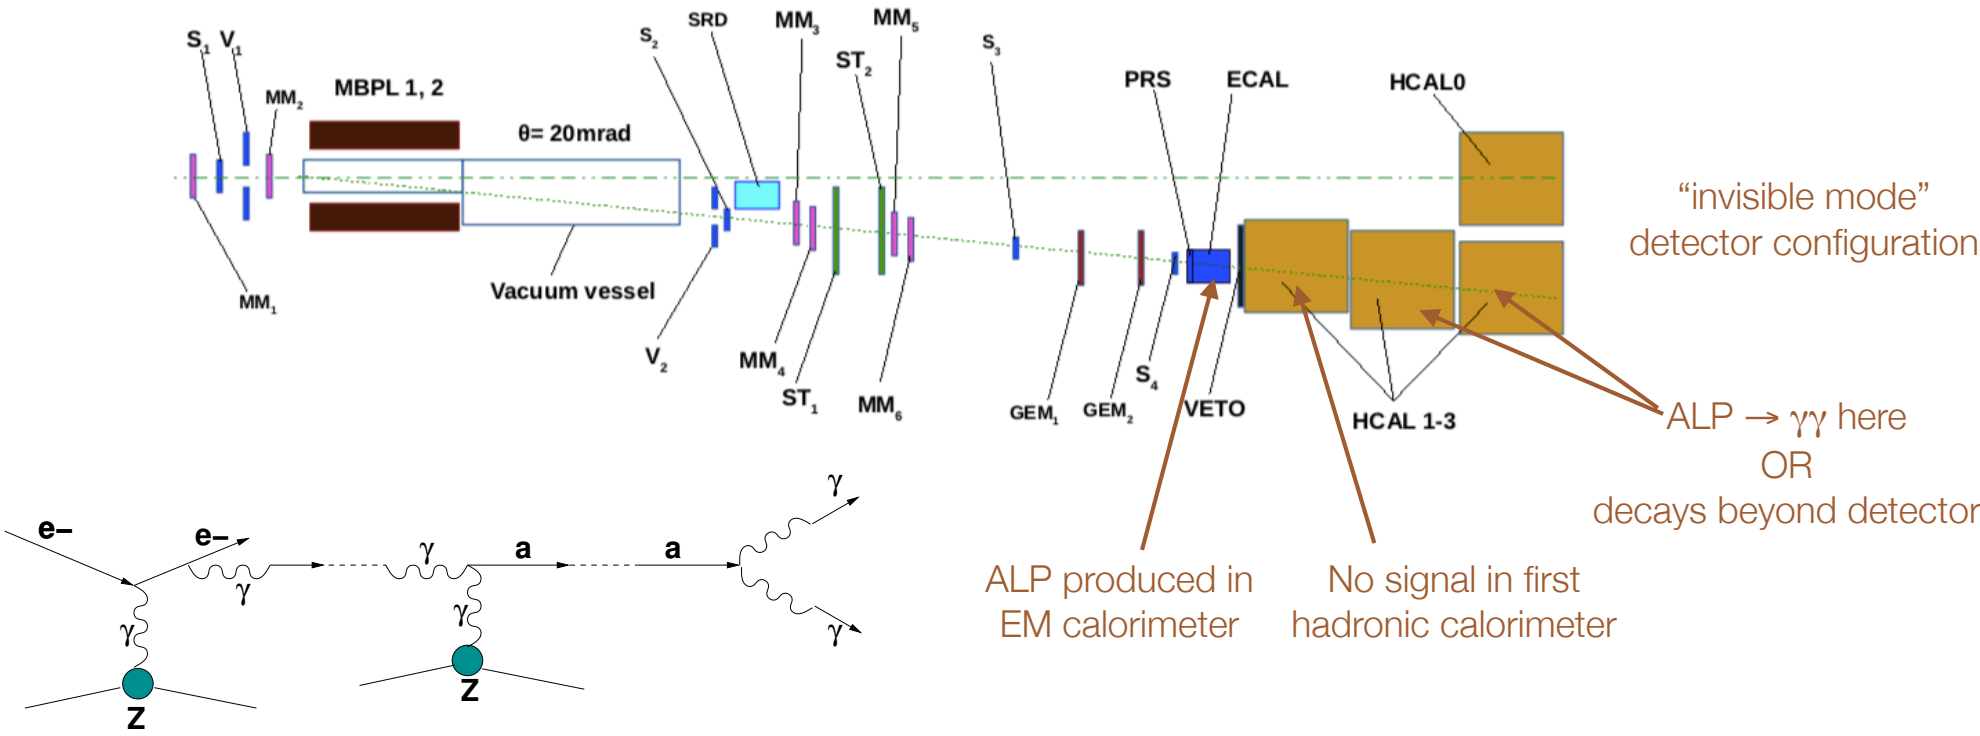 S1 V1
MM2
MBPL 1, 2
θ= 20mrad
S2
SRD
MM3
ST2
MM5
S3
PRS
ECAL
HCAL0
“invisible mode”
detector configuration
MM1
Vacuum vessel
V2
MM4
ST1
MM6
GEM1
GEM2
S4
VETO
HCAL 1-3
ALP → γγ here
OR
decays beyond detector
ALP produced in
EM calorimeter
No signal in first
hadronic calorimeter
e−
e−
γ
γ
Z
γ
γ
a
a
Z
γ
γ